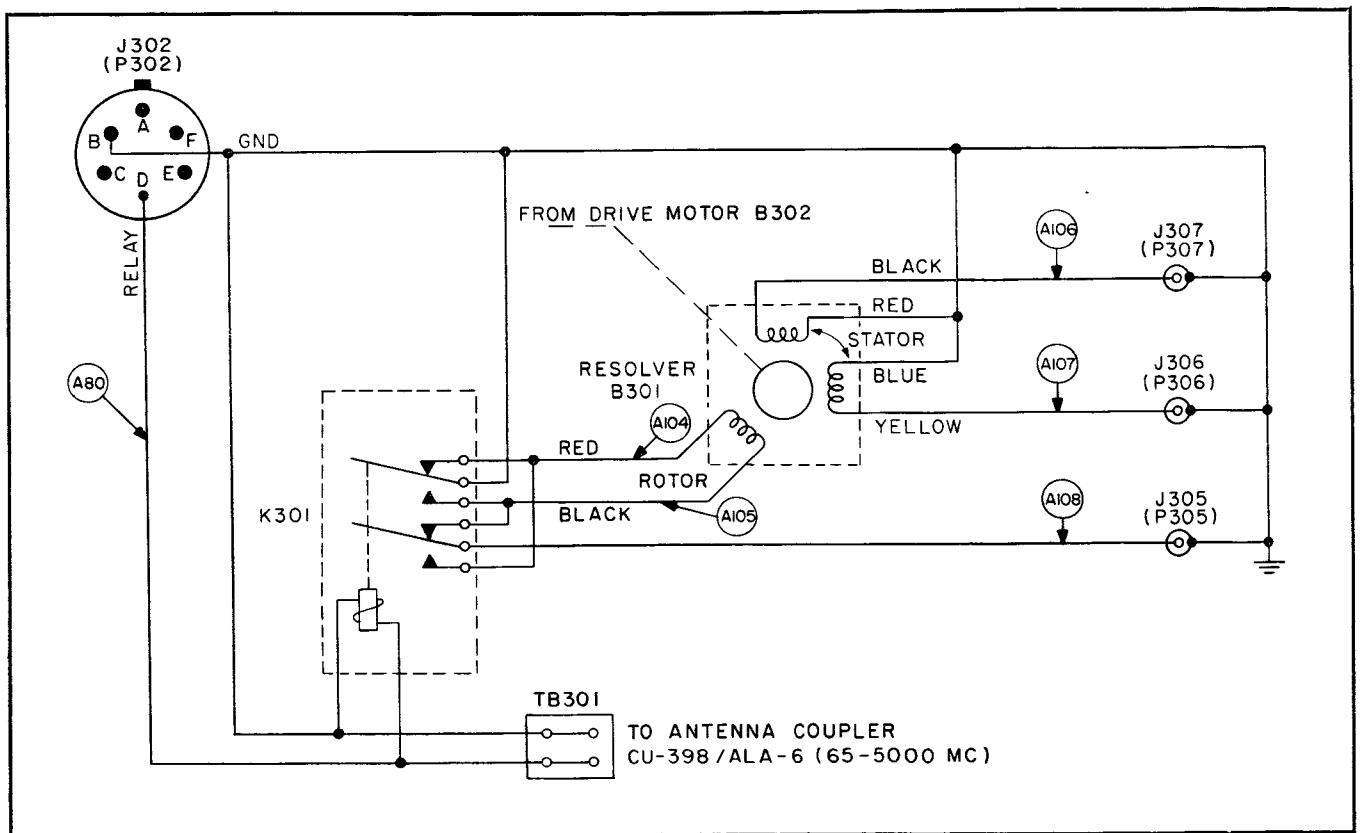 J302
(P302)
A
B
F
C
D
E
GND
RELAY
A80
FROM DRIVE MOTOR B302
A106
J307
(P307)
BLACK
RED
STATOR
BLUE
RESOLVER
B301
A107
J306
(P306)
YELLOW
A104
RED
ROTOR
K301
BLACK
A105
A108
J305
(P305)
TB301
TO ANTENNA COUPLER
CU-398/ALA-6 (65-5000 MC)